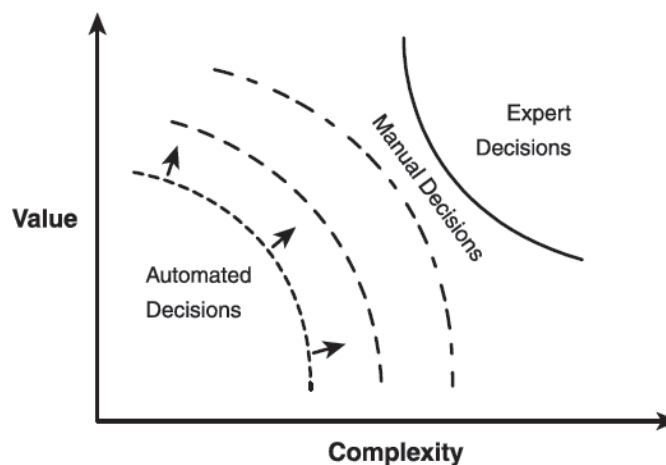 Expert
Decisions
Manual Decisions
Value
Automated
Decisions
Complexity